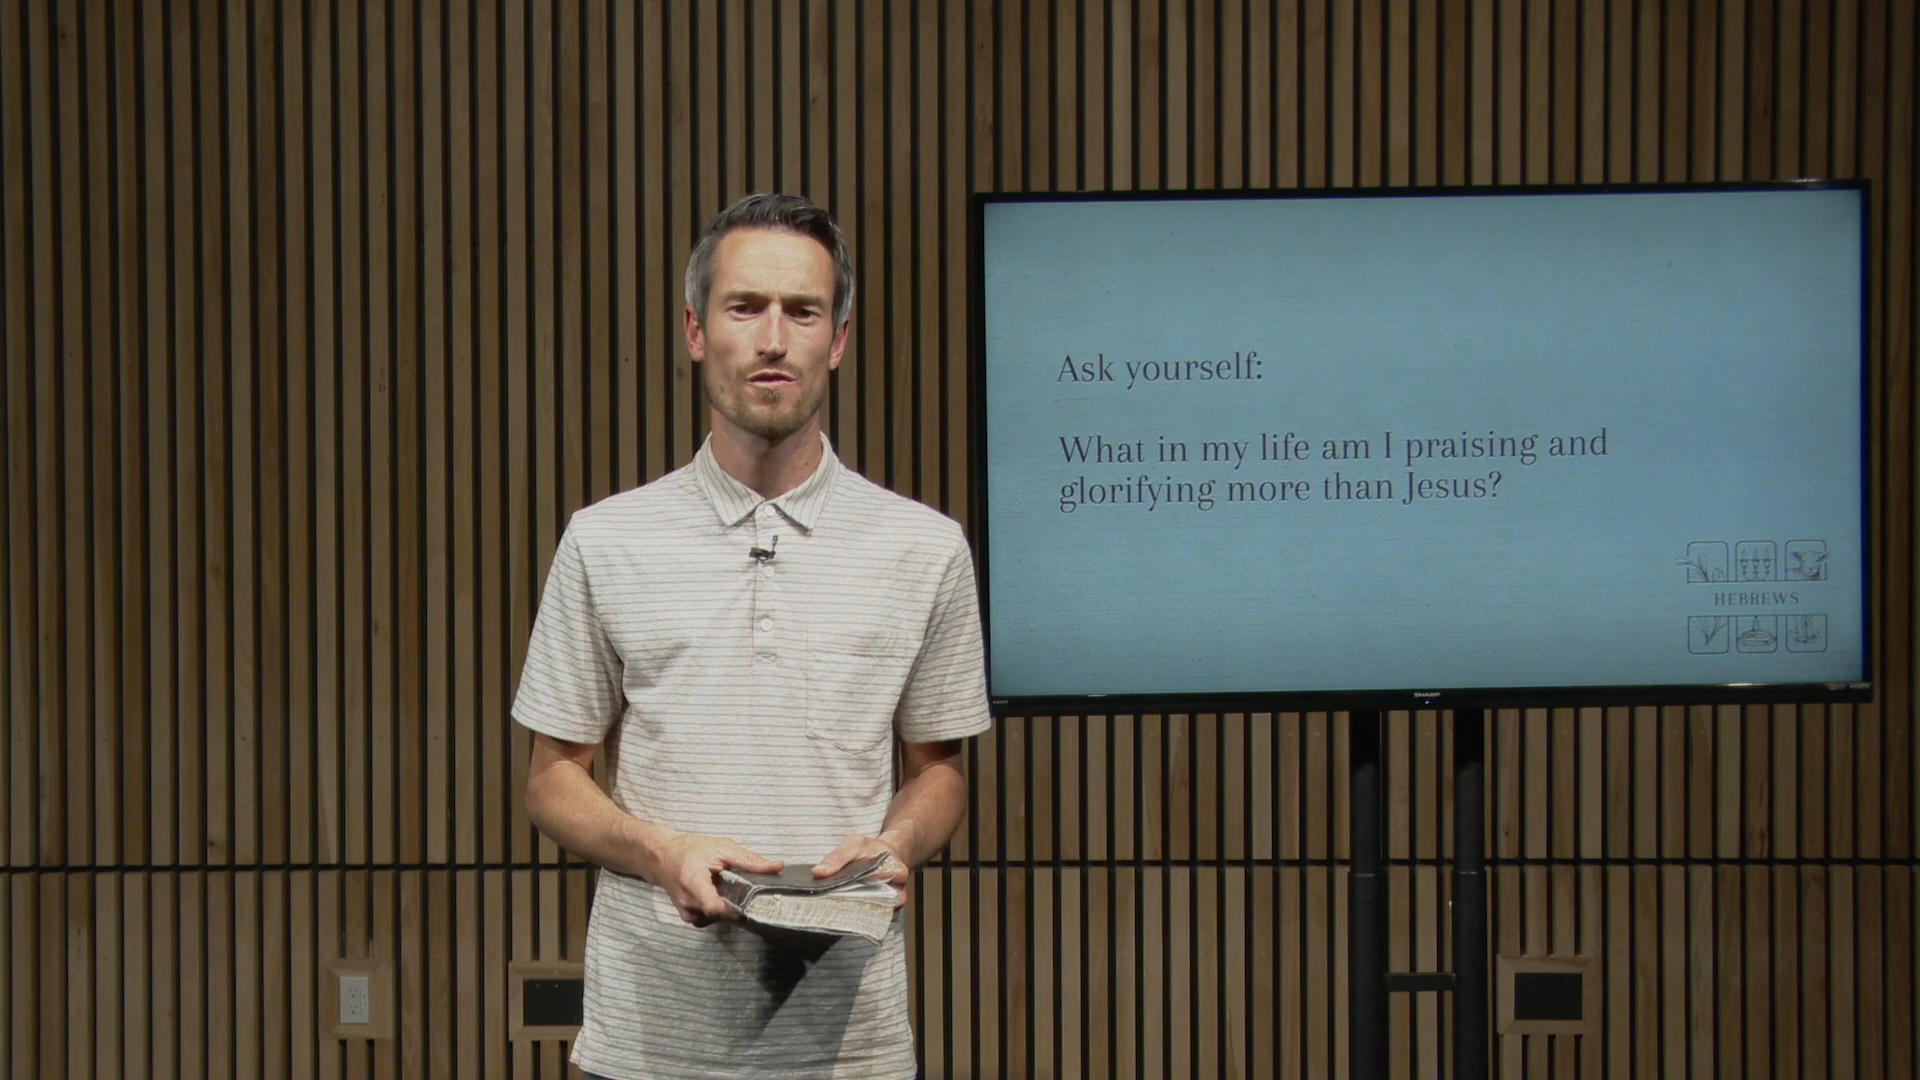 Ask yourself:
What in my life am I praising and
glorifying more than Jesus?
HEBREWS
SHARP